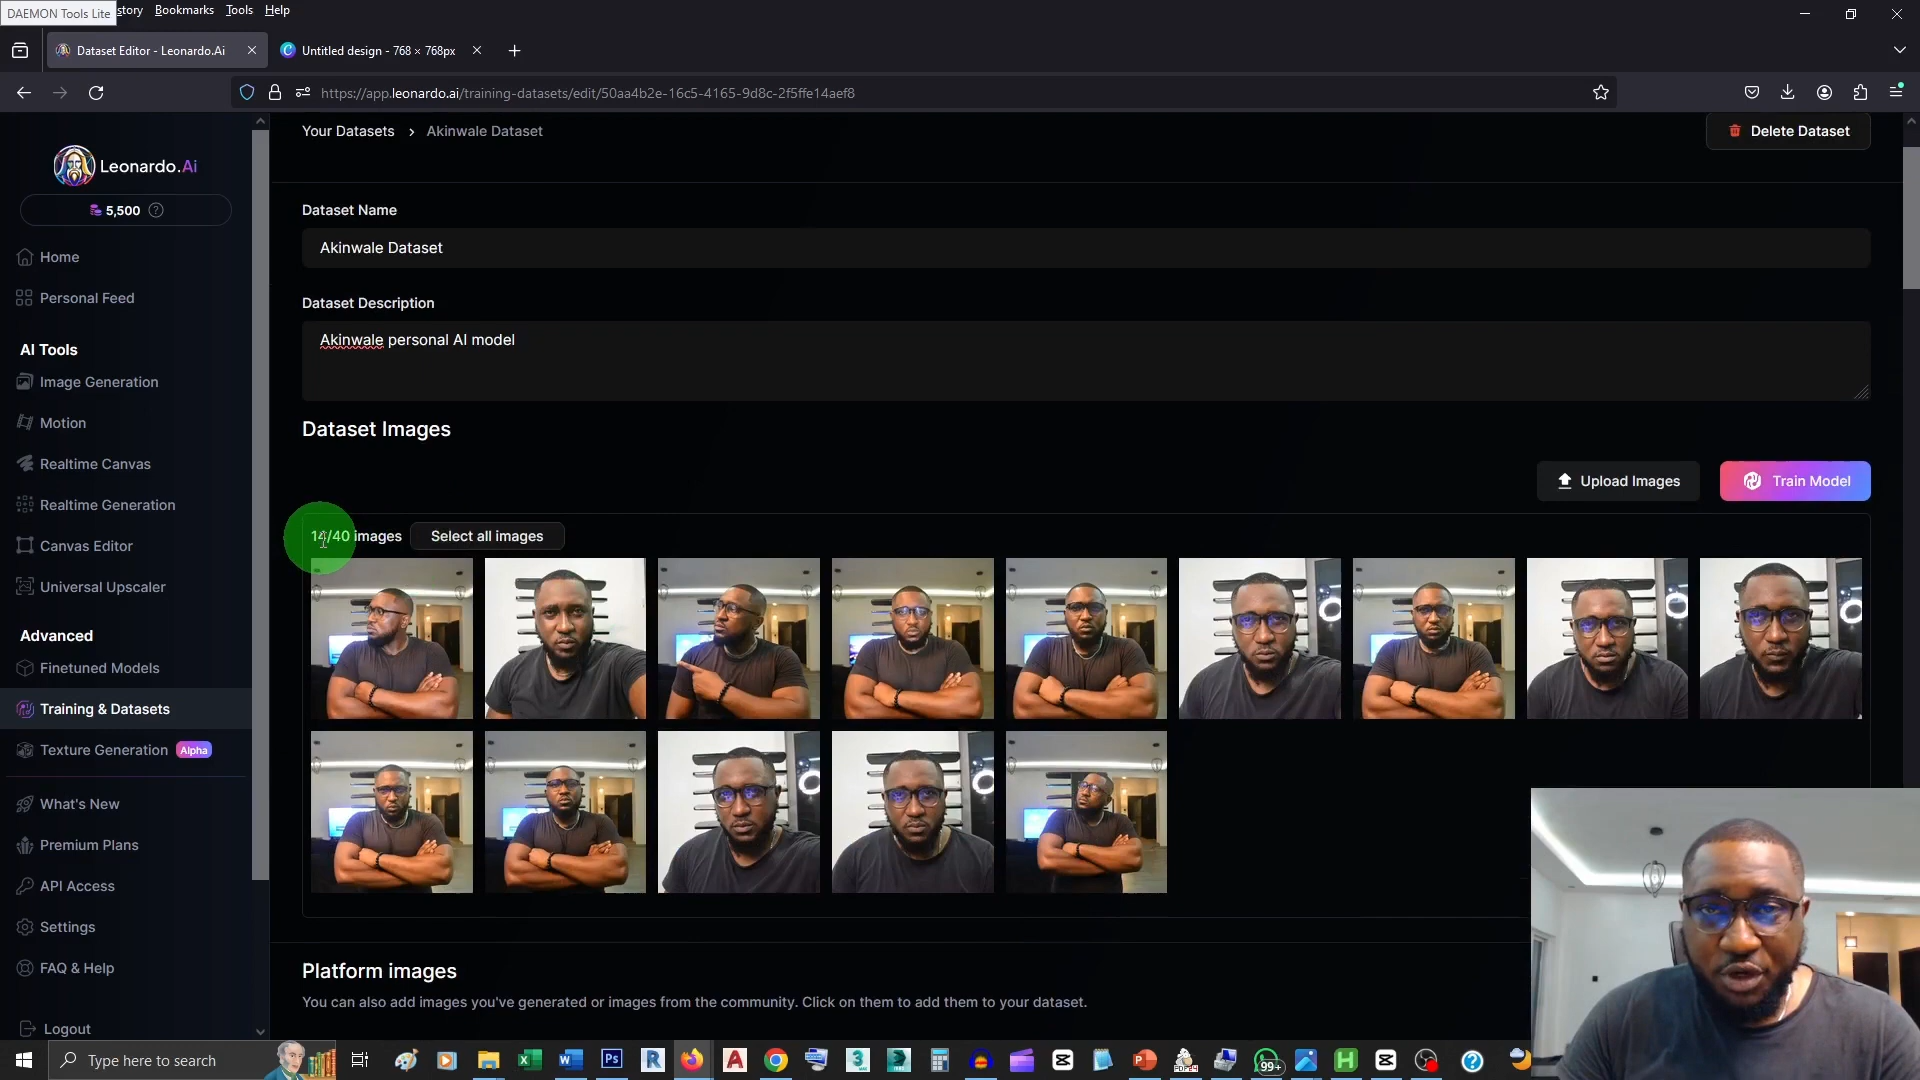 DAEMON Tools Lite
story Bookmarks Tools Help
Dataset Editor - Leonardo.Ai
Untitled design - 768 × 768px
https://app.leonardo.ai/training-datasets/edit/50aa4b2e-16c5-4165-9d8c-2f5ffe14aef8
Leonardo.Ai
5,500
Home
Personal Feed
AI Tools
Image Generation
Motion
Realtime Canvas
Realtime Generation
Canvas Editor
Universal Upscaler
Advanced
Finetuned Models
Training & Datasets
Texture Generation Alpha
What's New
Premium Plans
API Access
Settings
FAQ & Help
Logout
Your Datasets > Akinwale Dataset
Delete Dataset
Dataset Name
Akinwale Dataset
Dataset Description
Akinwale personal AI model
Dataset Images
Upload Images
Train Model
14/40 images
Select all images
Platform images
You can also add images you've generated or images from the community. Click on them to add them to your dataset.
Type here to search
99+